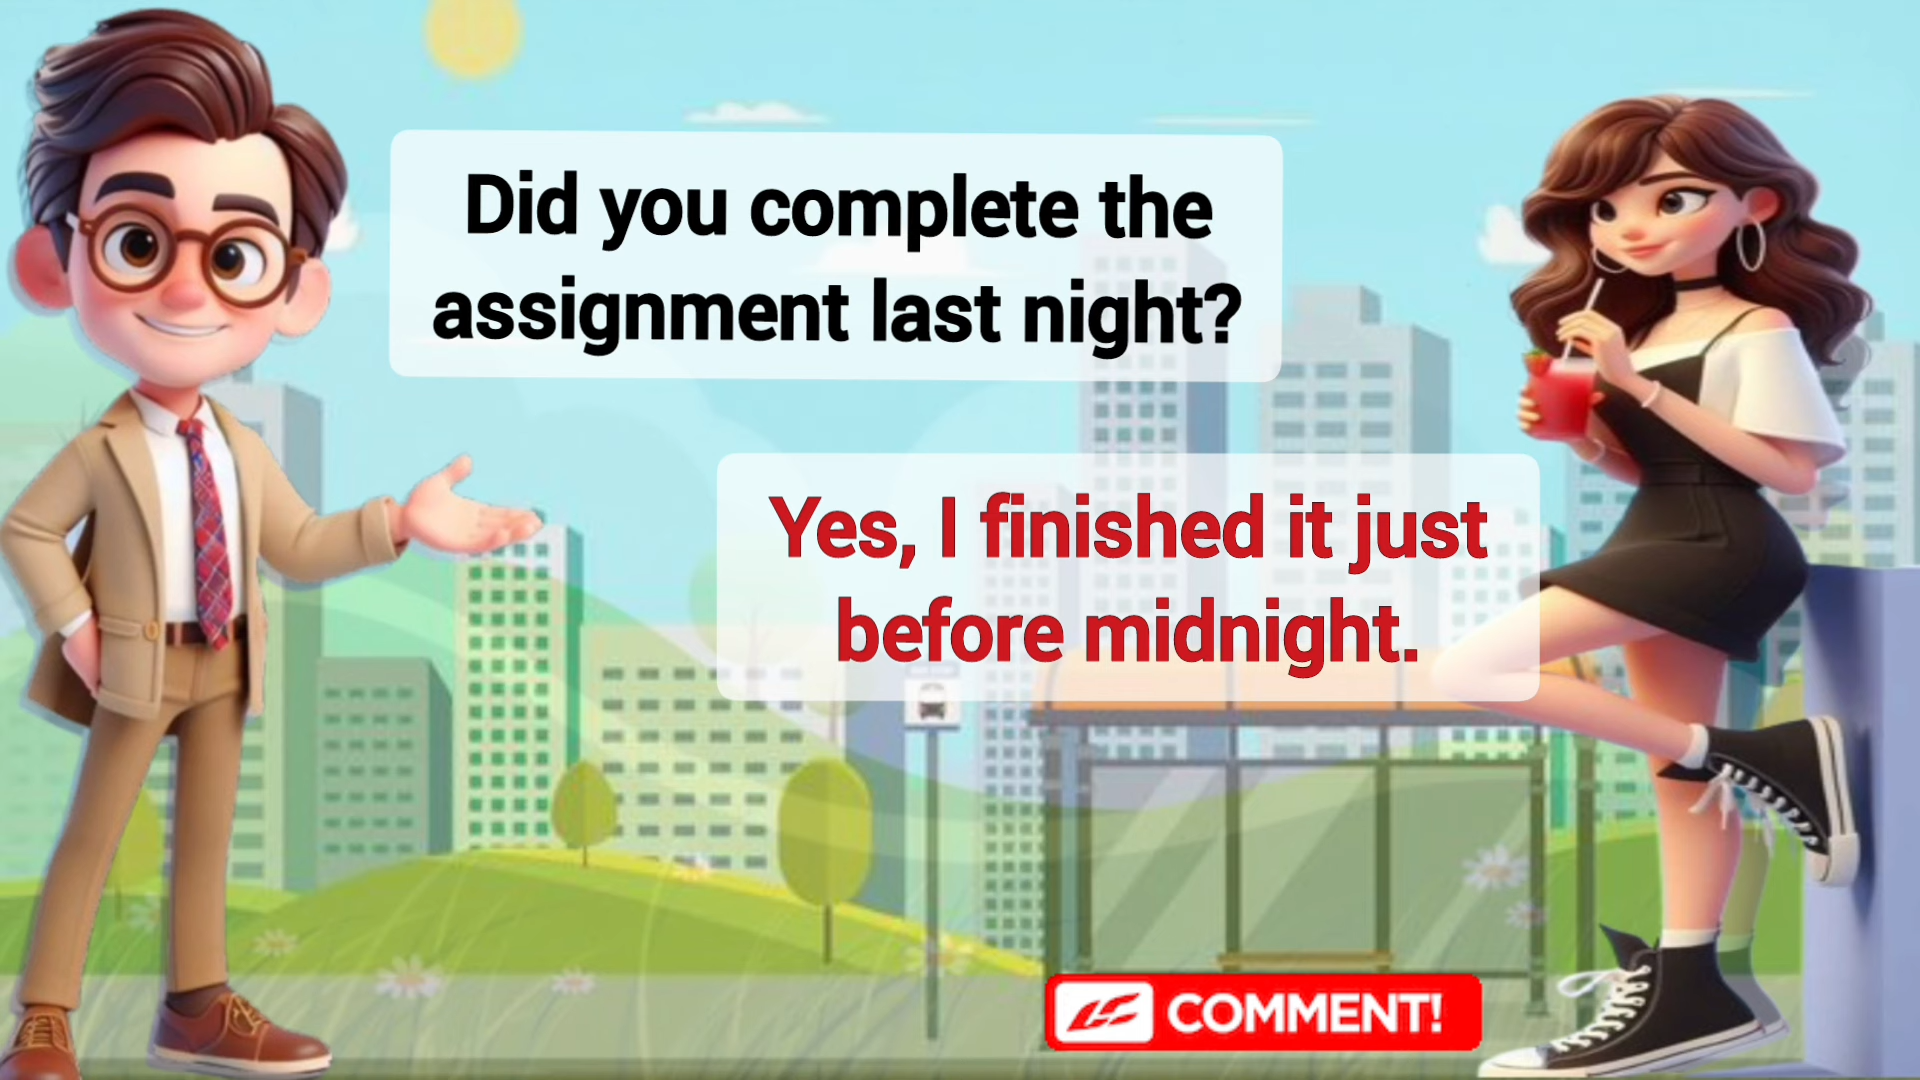 Did you complete the
assignment last night?
Yes, I finished it just
before midnight.
COMMENT!